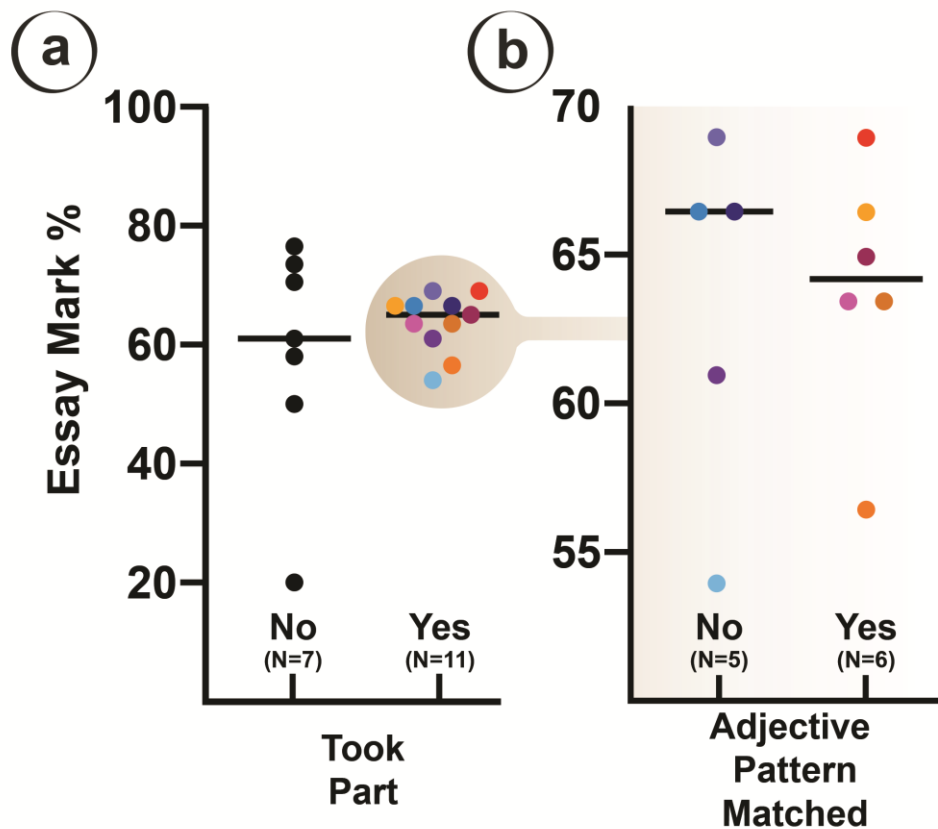 a
b
Essay Mark %
100
80
60
40
20
No
(N=7)
Yes
(N=11)
Took
Part
70
65
60
55
No
(N=5)
Yes
(N=6)
Adjective
Pattern
Matched